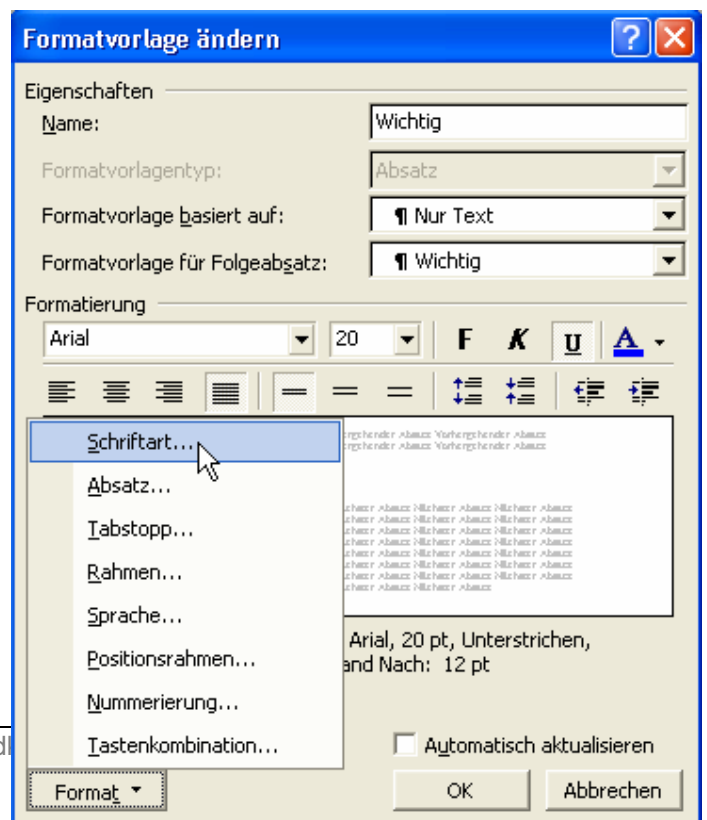 Formatvorlage ändern
Eigenschaften
Name: Wichtig
Formatvorlagentyp: Absatz
Formatvorlage basiert auf: ¶ Nur Text
Formatvorlage für Folgeabsatz: ¶ Wichtig
Formatierung
Arial 20 F K U A
Schriftart...
Absatz...
Tabstopp...
Rahmen...
Sprache...
Positionsrahmen...
Nummerierung...
Tastenkombination...
Vorhergehender Absatz
Arial, 20 pt, Unterstrichen,
and Nach: 12 pt
Automatisch aktualisieren
Format OK Abbrechen